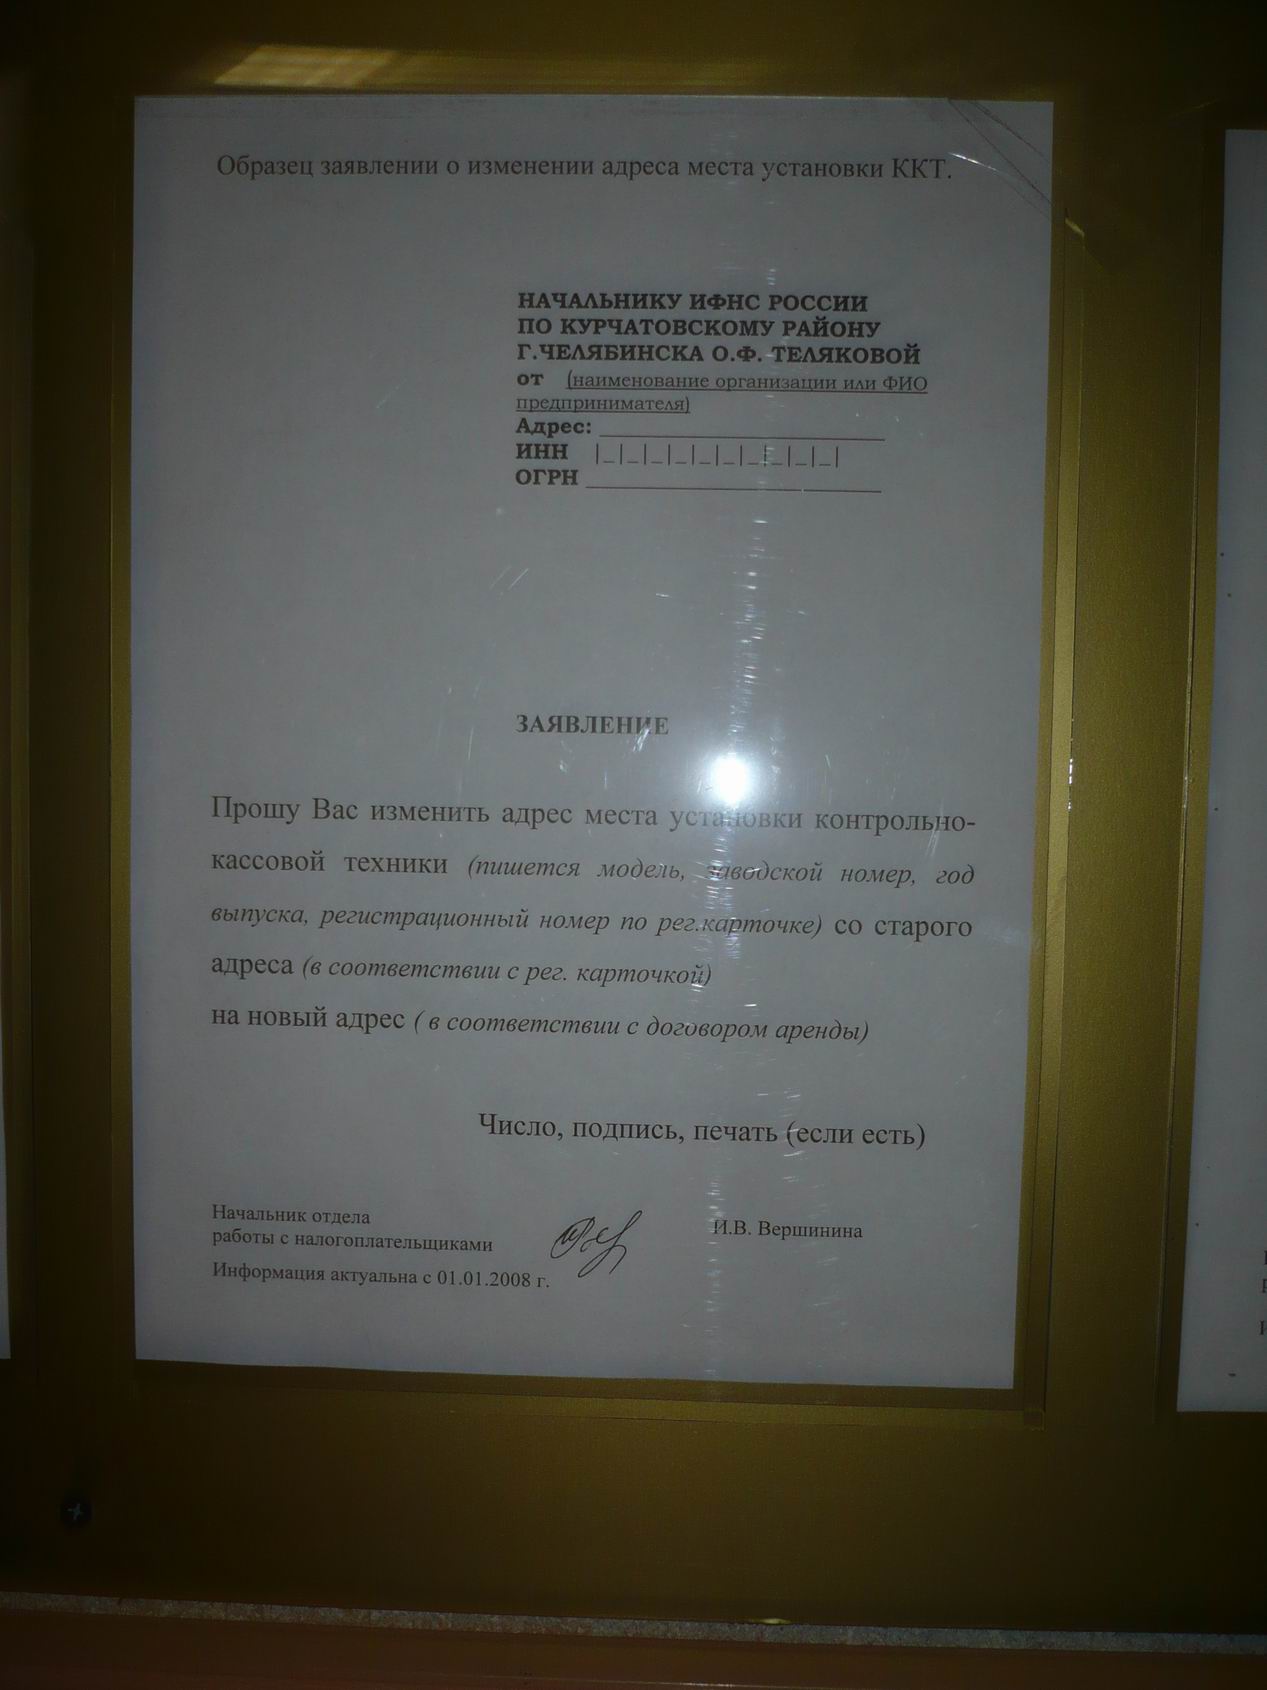 Образец заявлении о изменении адреса места установки ККТ.
НАЧАЛЬНИКУ ИФНС РОССИИ
ПО КУРЧАТОВСКОМУ РАЙОНУ
Г.ЧЕЛЯБИНСКА О.Ф. ТЕЛЯКОВОЙ
от (наименование организации или ФИО
предпринимателя)
Адрес: ________________________
ИНН |_|_|_|_|_|_|_|_|_|_|
ОГРН ________________________
ЗАЯВЛЕНИЕ
Прошу Вас изменить адрес места установки контрольно-
кассовой техники (пишется модель, заводской номер, год
выпуска, регистрационный номер по рег.карточке) со старого
адреса (в соответствии с рег. карточкой)
на новый адрес ( в соответствии с договором аренды)
Число, подпись, печать (если есть)
Начальник отдела
работы с налогоплательщиками И.В. Вершинина
Информация актуальна с 01.01.2008 г.